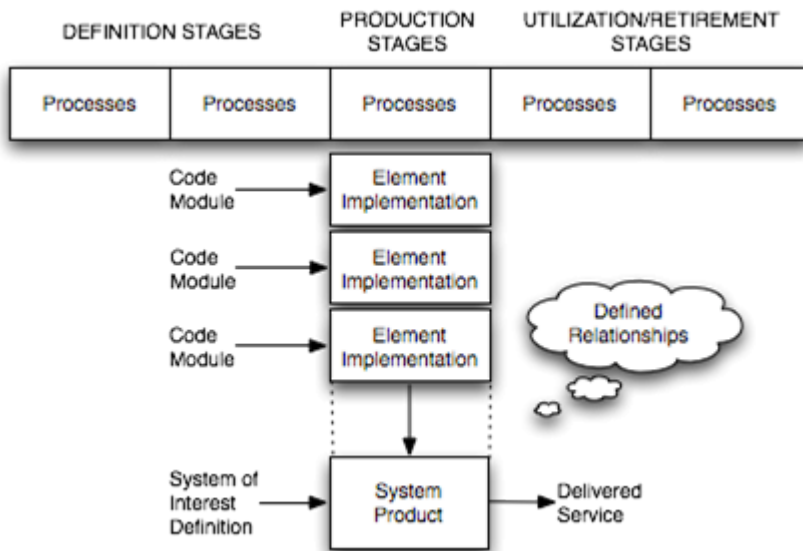 DEFINITION STAGES
PRODUCTION
STAGES
UTILIZATION/RETIREMENT
STAGES
Processes
Processes
Processes
Processes
Processes
Code
Module
Element
Implementation
Code
Module
Element
Implementation
Code
Module
Element
Implementation
Defined
Relationships
System of
Interest
Definition
System
Product
Delivered
Service